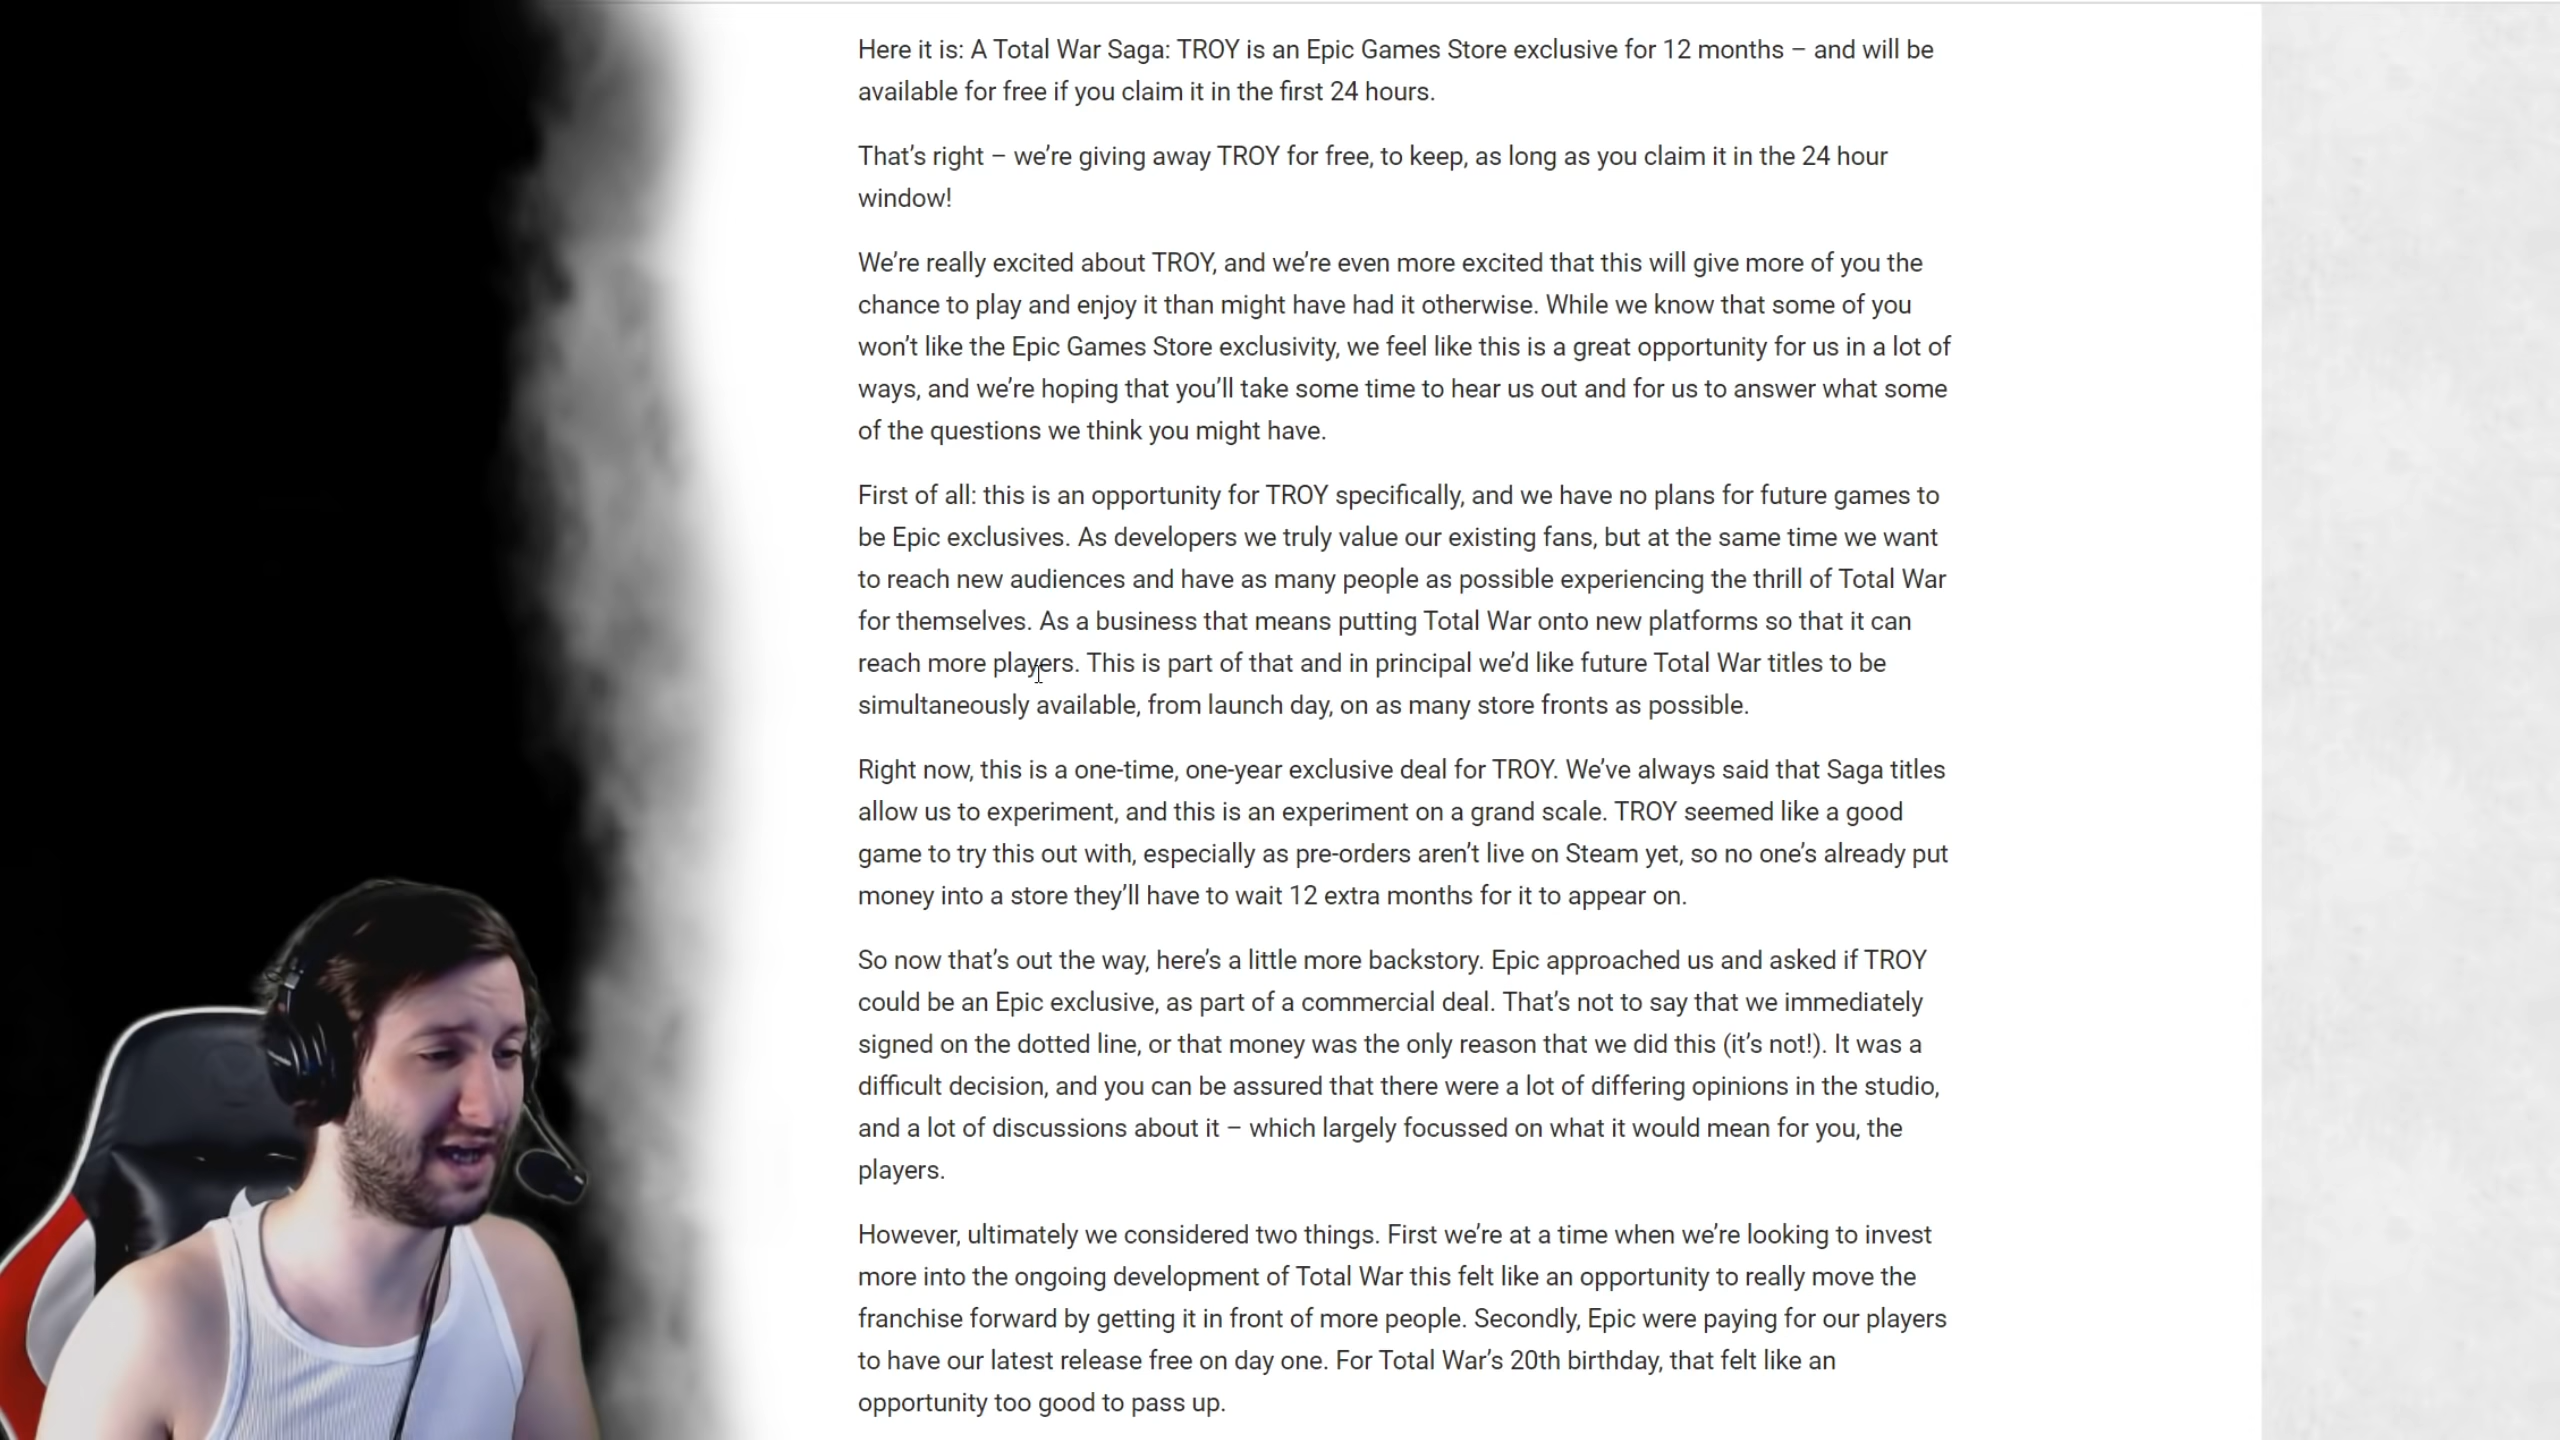 Here it is: A Total War Saga: TROY is an Epic Games Store exclusive for 12 months – and will be
available for free if you claim it in the first 24 hours.
That’s right – we’re giving away TROY for free, to keep, as long as you claim it in the 24 hour
window!
We’re really excited about TROY, and we’re even more excited that this will give more of you the
chance to play and enjoy it than might have had it otherwise. While we know that some of you
won’t like the Epic Games Store exclusivity, we feel like this is a great opportunity for us in a lot of
ways, and we’re hoping that you’ll take some time to hear us out and for us to answer what some
of the questions we think you might have.
First of all: this is an opportunity for TROY specifically, and we have no plans for future games to
be Epic exclusives. As developers we truly value our existing fans, but at the same time we want
to reach new audiences and have as many people as possible experiencing the thrill of Total War
for themselves. As a business that means putting Total War onto new platforms so that it can
reach more players. This is part of that and in principal we’d like future Total War titles to be
simultaneously available, from launch day, on as many store fronts as possible.
Right now, this is a one-time, one-year exclusive deal for TROY. We’ve always said that Saga titles
allow us to experiment, and this is an experiment on a grand scale. TROY seemed like a good
game to try this out with, especially as pre-orders aren’t live on Steam yet, so no one’s already put
money into a store they’ll have to wait 12 extra months for it to appear on.
So now that’s out the way, here’s a little more backstory. Epic approached us and asked if TROY
could be an Epic exclusive, as part of a commercial deal. That’s not to say that we immediately
signed on the dotted line, or that money was the only reason that we did this (it’s not!). It was a
difficult decision, and you can be assured that there were a lot of differing opinions in the studio,
and a lot of discussions about it – which largely focussed on what it would mean for you, the
players.
However, ultimately we considered two things. First we’re at a time when we’re looking to invest
more into the ongoing development of Total War this felt like an opportunity to really move the
franchise forward by getting it in front of more people. Secondly, Epic were paying for our players
to have our latest release free on day one. For Total War’s 20th birthday, that felt like an
opportunity too good to pass up.